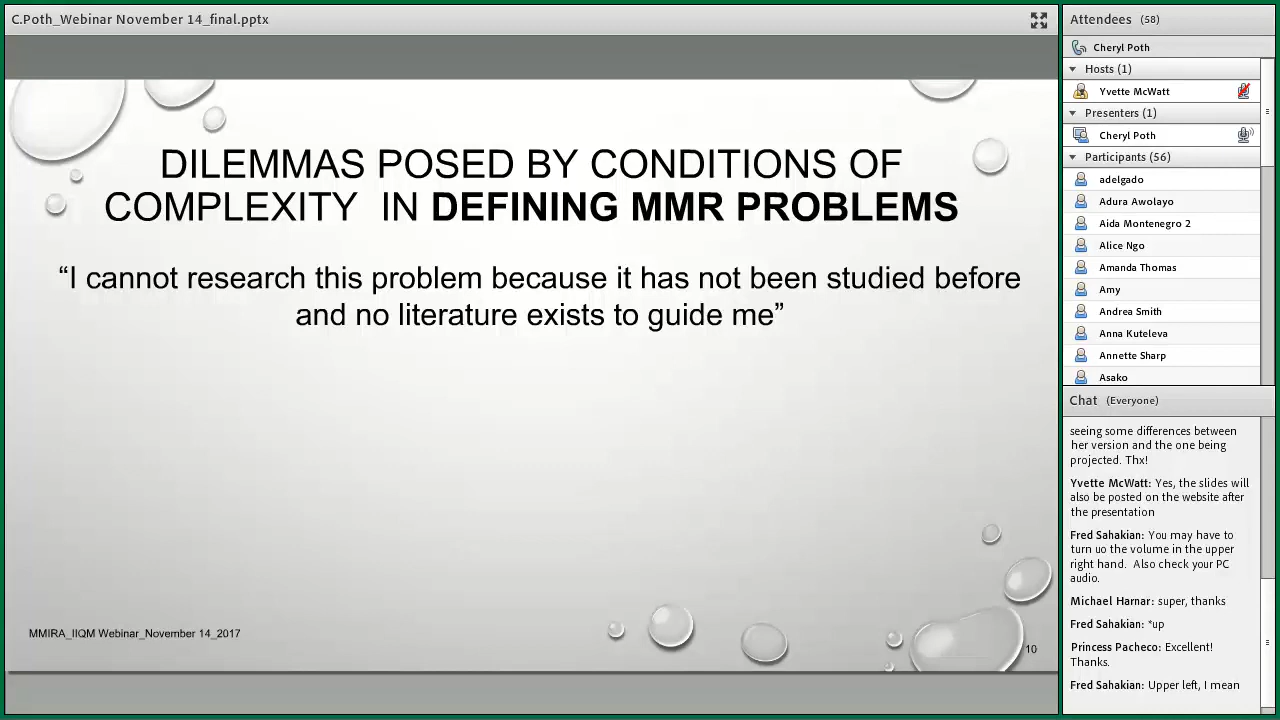 C.Poth_Webinar November 14_final.pptx
DILEMMAS POSED BY CONDITIONS OF
COMPLEXITY IN DEFINING MMR PROBLEMS
“I cannot research this problem because it has not been studied before
and no literature exists to guide me”
MMIRA_IIQM Webinar_November 14_2017
10
Attendees (58)
Cheryl Poth
Hosts (1)
Yvette McWatt
Presenters (1)
Cheryl Poth
Participants (56)
adelgado
Adura Awolayo
Aida Montenegro 2
Alice Ngo
Amanda Thomas
Amy
Andrea Smith
Anna Kuteleva
Annette Sharp
Asako
Chat (Everyone)
seeing some differences between
her version and the one being
projected. Thx!
Yvette McWatt: Yes, the slides will
also be posted on the website after
the presentation
Fred Sahakian: You may have to
turn uo the volume in the upper
right hand. Also check your PC
audio.
Michael Harnar: super, thanks
Fred Sahakian: *up
Princess Pacheco: Excellent!
Thanks.
Fred Sahakian: Upper left, I mean